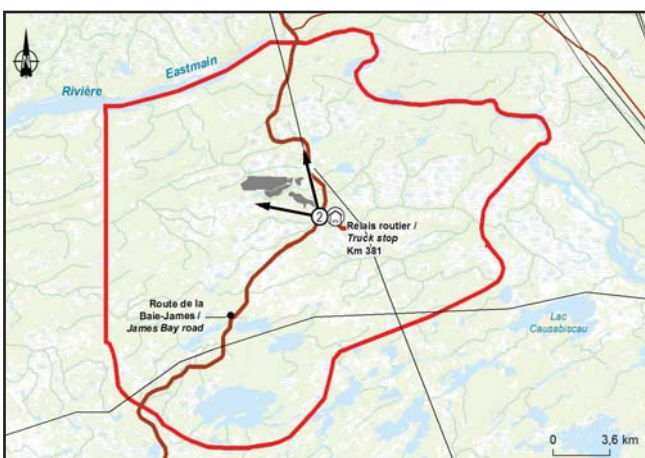 Eastmain
Rivière
2
Relais routier /
Truck stop
Km 381
Route de la
Baie-James /
James Bay road
Lac
Causabiscau
0 3,6 km